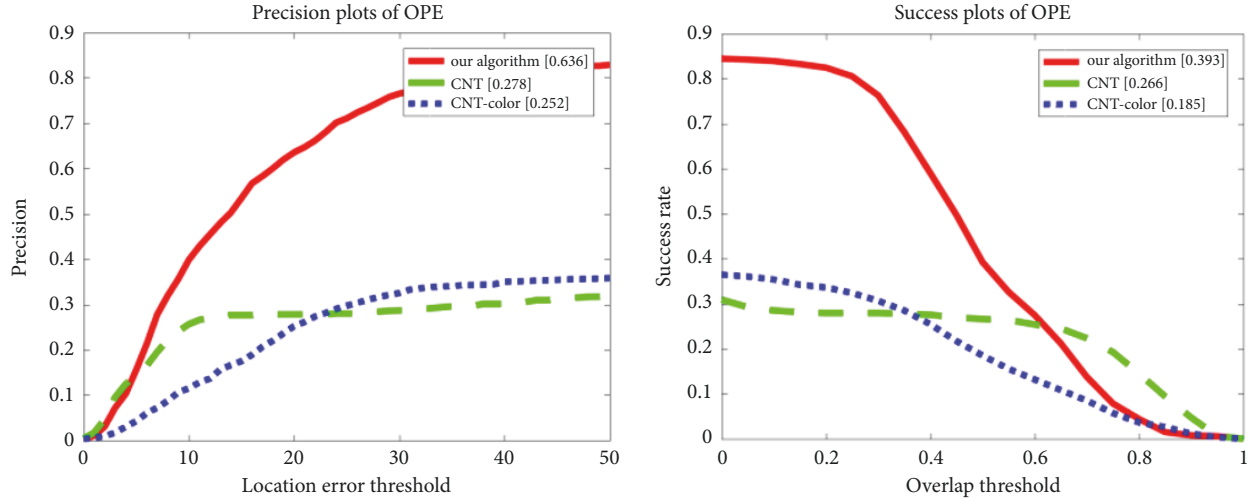 Precision plots of OPE
0.9
0.8
0.7
0.6
0.5
0.4
0.3
0.2
0.1
0
Precision
our algorithm [0.636]
CNT [0.278]
CNT-color [0.252]
0 10 20 30 40 50
Location error threshold
Success plots of OPE
0.9
0.8
0.7
0.6
0.5
0.4
0.3
0.2
0.1
0
Success rate
our algorithm [0.393]
CNT [0.266]
CNT-color [0.185]
0 0.2 0.4 0.6 0.8 1
Overlap threshold